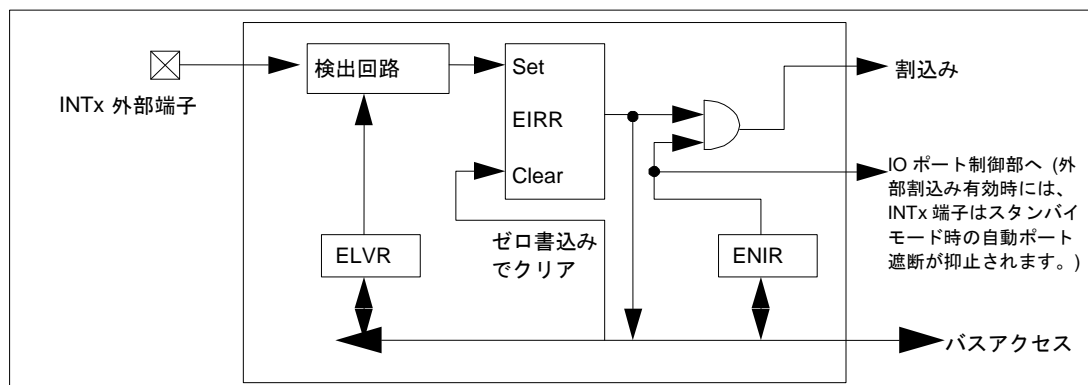 検出回路
Set
割込み
INTx 外部端子
EIRR
Clear
IO ポート制御部へ (外
部割込み有効時には、
INTx 端子はスタンバイ
モード時の自動ポート
遮断が抑止されます。)
ゼロ書込み
でクリア
ELVR
ENIR
バスアクセス